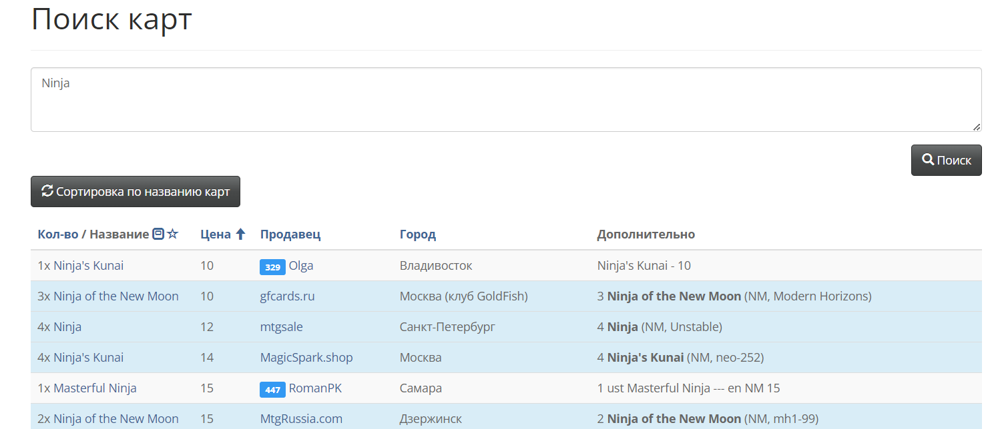 Поиск карт
Ninja
Поиск
Сортировка по названию карт
Кол-во / Название Цена Продавец Город Дополнительно
1x Ninja's Kunai 10 329 Olga Владивосток Ninja's Kunai - 10
3x Ninja of the New Moon 10 gfcards.ru Москва (клуб GoldFish) 3 Ninja of the New Moon (NM, Modern Horizons)
4x Ninja 12 mtgsale Санкт-Петербург 4 Ninja (NM, Unstable)
4x Ninja's Kunai 14 MagicSpark.shop Москва 4 Ninja's Kunai (NM, neo-252)
1x Masterful Ninja 15 447 RomanPK Самара 1 ust Masterful Ninja --- en NM 15
2x Ninja of the New Moon 15 MtgRussia.com Дзержинск 2 Ninja of the New Moon (NM, mh1-99)